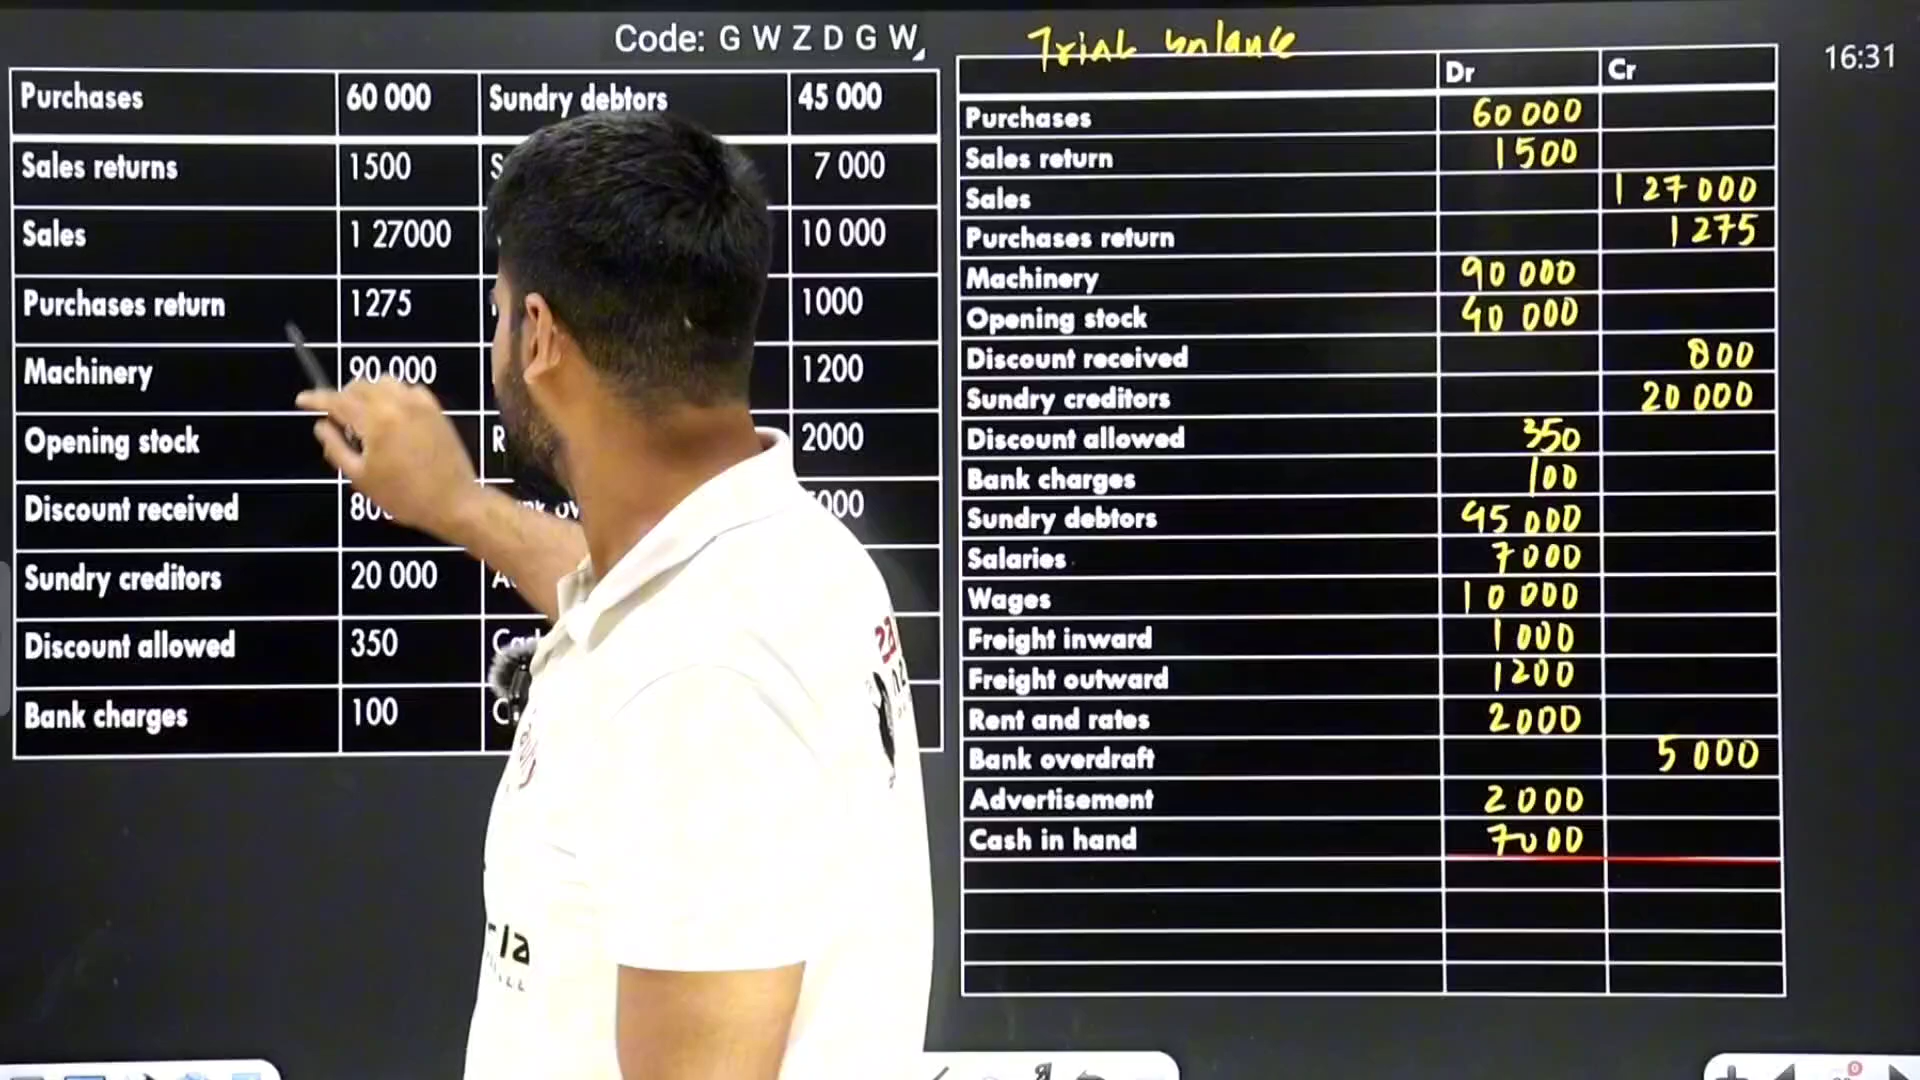 Code: G W Z D G W
16:31
Purchases 60 000 Sundry debtors 45 000
Sales returns 1500 7 000
Sales 1 27000 10 000
Purchases return 1275 1000
Machinery 90 000 1200
Opening stock 2000
Discount received
Sundry creditors 20 000
Discount allowed 350
Bank charges 100
Trial balance
Dr Cr
Purchases 60 000
Sales return 1500
Sales 1 27 000
Purchases return 1275
Machinery 90 000
Opening stock 40 000
Discount received 800
Sundry creditors 20 000
Discount allowed 350
Bank charges 100
Sundry debtors 45 000
Salaries 7000
Wages 10 000
Freight inward 1000
Freight outward 1200
Rent and rates 2000
Bank overdraft 5 000
Advertisement 2000
Cash in hand 7000